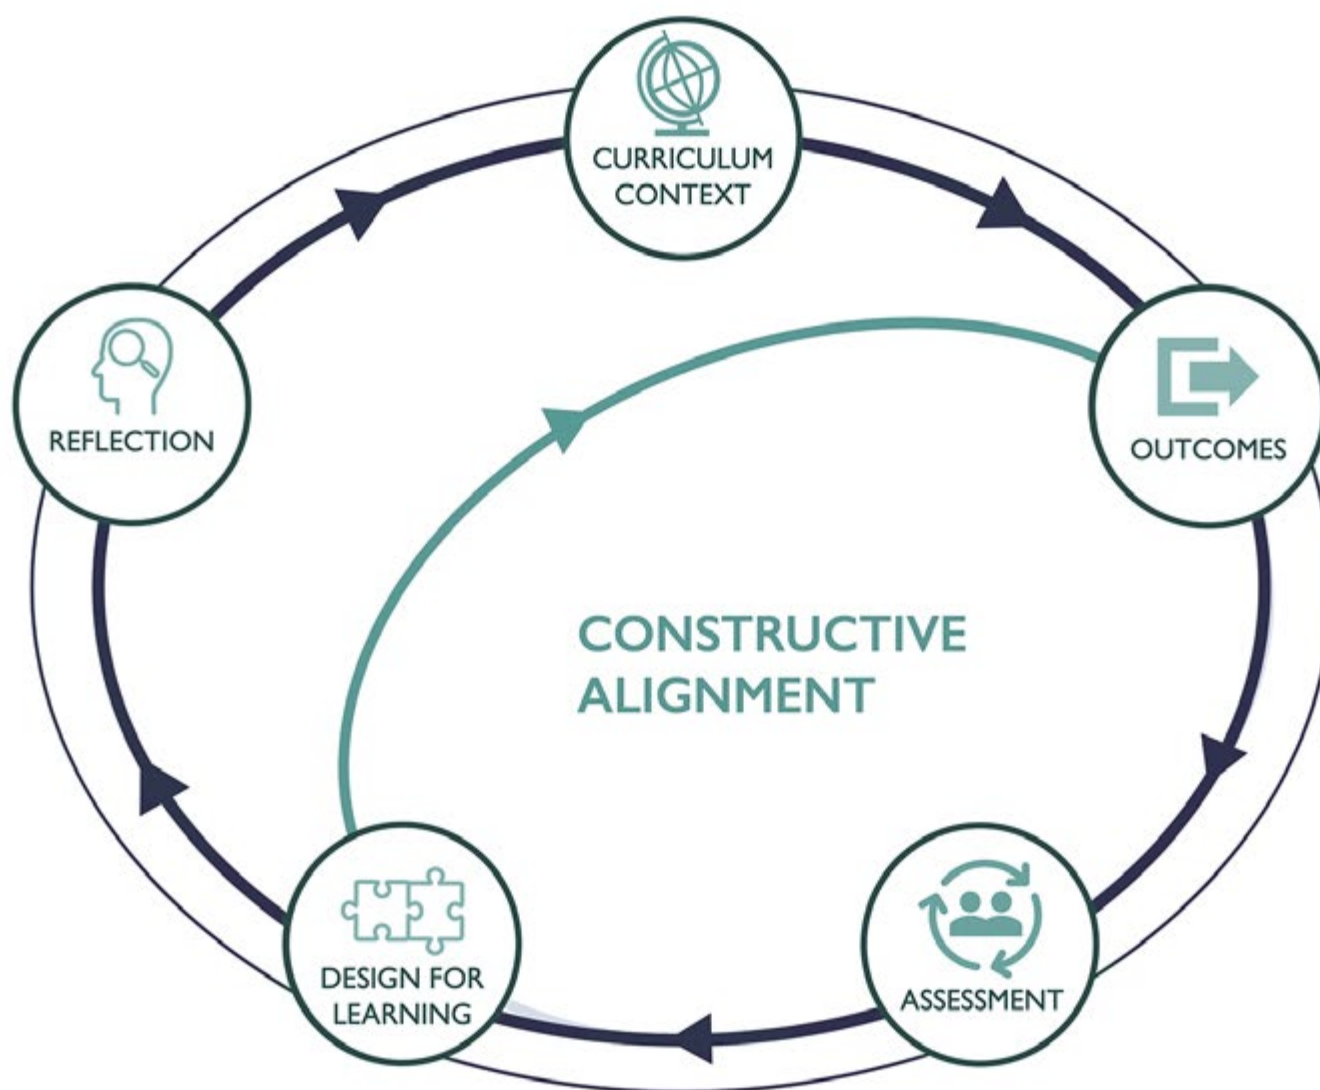 CURRICULUM
CONTEXT
REFLECTION
OUTCOMES
CONSTRUCTIVE
ALIGNMENT
DESIGN FOR
LEARNING
ASSESSMENT